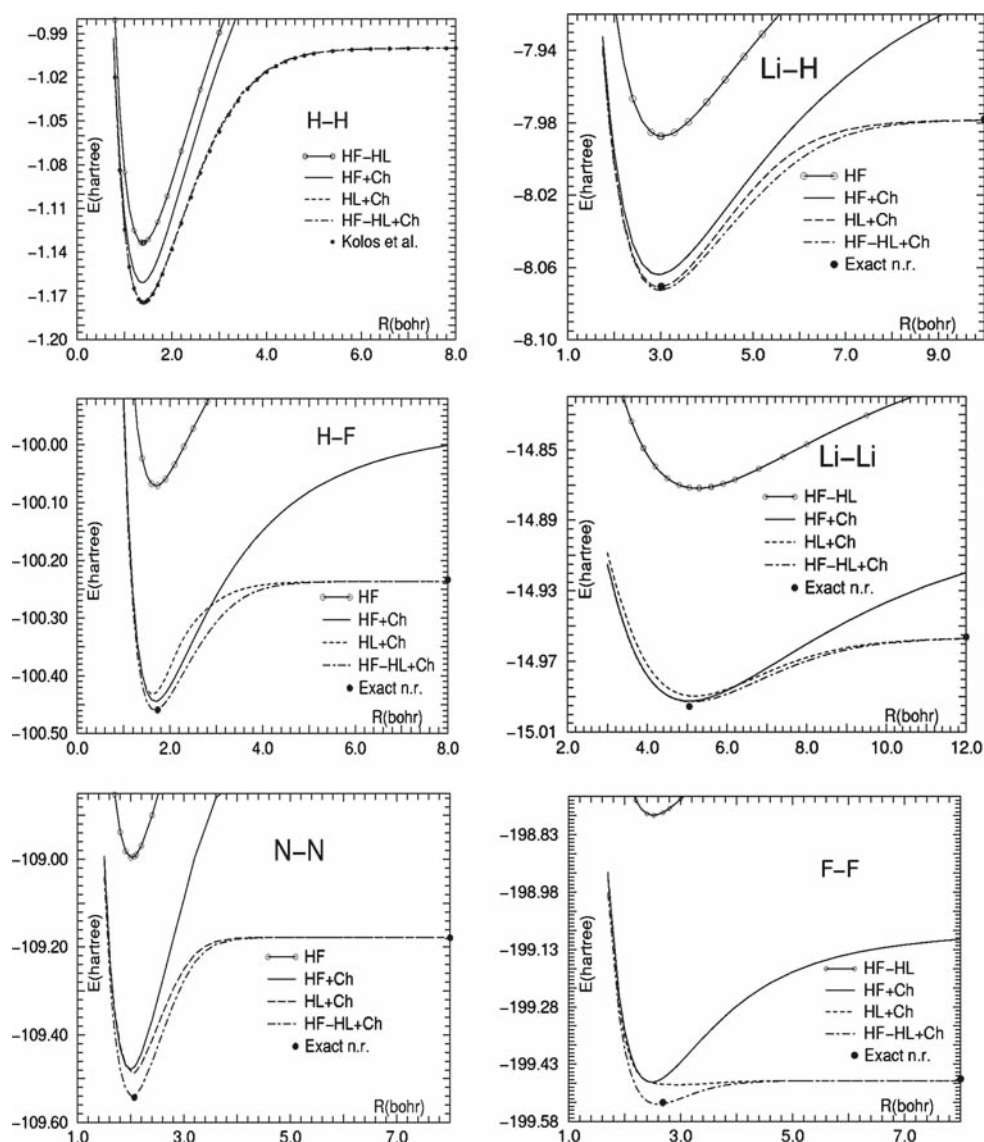 H–H
E(hartree)
−0.99
−1.02
−1.05
−1.08
−1.11
−1.14
−1.17
−1.20
HF−HL
HF+Ch
HL+Ch
HF−HL+Ch
Kolos et al.
R(bohr)
0.0 2.0 4.0 6.0 8.0
Li–H
E(hartree)
−7.94
−7.98
−8.02
−8.06
−8.10
HF
HF+Ch
HL+Ch
HF−HL+Ch
Exact n.r.
R(bohr)
1.0 3.0 5.0 7.0 9.0
H–F
E(hartree)
−100.00
−100.10
−100.20
−100.30
−100.40
−100.50
HF
HF+Ch
HL+Ch
HF−HL+Ch
Exact n.r.
R(bohr)
0.0 2.0 4.0 6.0 8.0
Li–Li
E(hartree)
−14.85
−14.89
−14.93
−14.97
−15.01
HF−HL
HF+Ch
HL+Ch
HF−HL+Ch
Exact n.r.
R(bohr)
2.0 4.0 6.0 8.0 10.0 12.0
N–N
E(hartree)
−109.00
−109.20
−109.40
−109.60
HF
HF+Ch
HL+Ch
HF−HL+Ch
Exact n.r.
R(bohr)
1.0 3.0 5.0 7.0
F–F
E(hartree)
−198.83
−198.98
−199.13
−199.28
−199.43
−199.58
HF−HL
HF+Ch
HL+Ch
HF−HL+Ch
Exact n.r.
R(bohr)
1.0 3.0 5.0 7.0